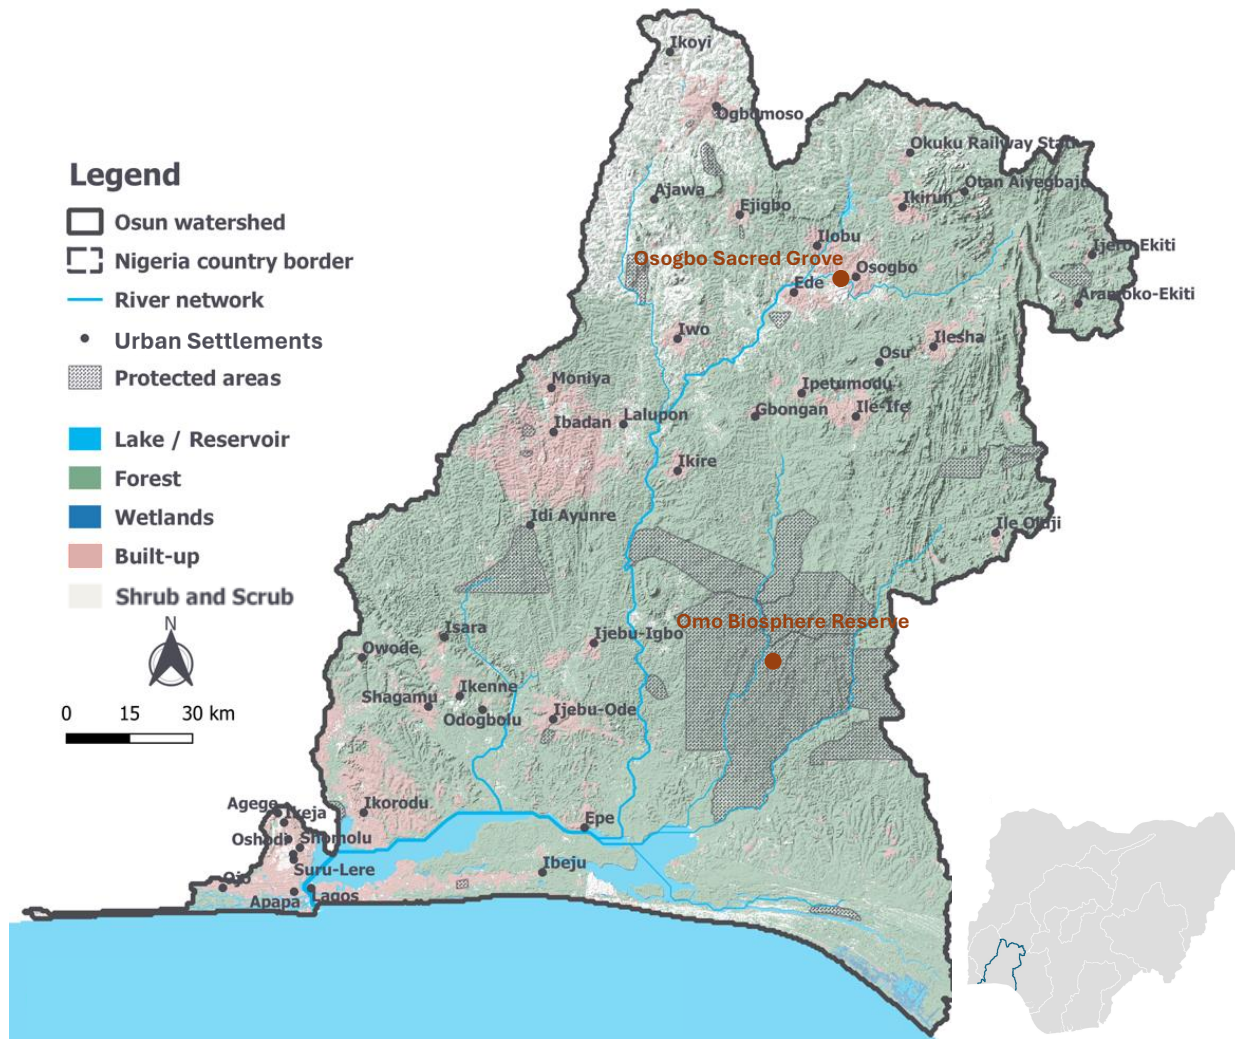 Ikoyi
Ogbomoso
Okuku Railway Stati
Legend
Ajawa
Otan Aiyegbaju
Ejigbo
Ikirun
Osun watershed
Ilobu
Ijero-Ekiti
Nigeria country border
Osogbo Sacred Grove
Osogbo
Ede
Aramoko-Ekiti
River network
Iwo
Ilesha
Urban Settlements
Osu
Protected areas
Moniya
Ipetumodu
Ibadan
Lalupon
Gbongan
Ile-Ife
Lake / Reservoir
Ikire
Forest
Wetlands
Idi Ayunre
Ile Oluji
Built-up
Shrub and Scrub
N
Omo Biosphere Reserve
Isara
Ijebu-Igbo
Owode
Ikenne
Shagamu
0 15 30 km
Odogbolu
Ijebu-Ode
Agege
Ikeja
Ikorodu
Epe
Oshodi
Shomolu
Ibeju
Suru-Lere
Ojo
Apapa
Lagos